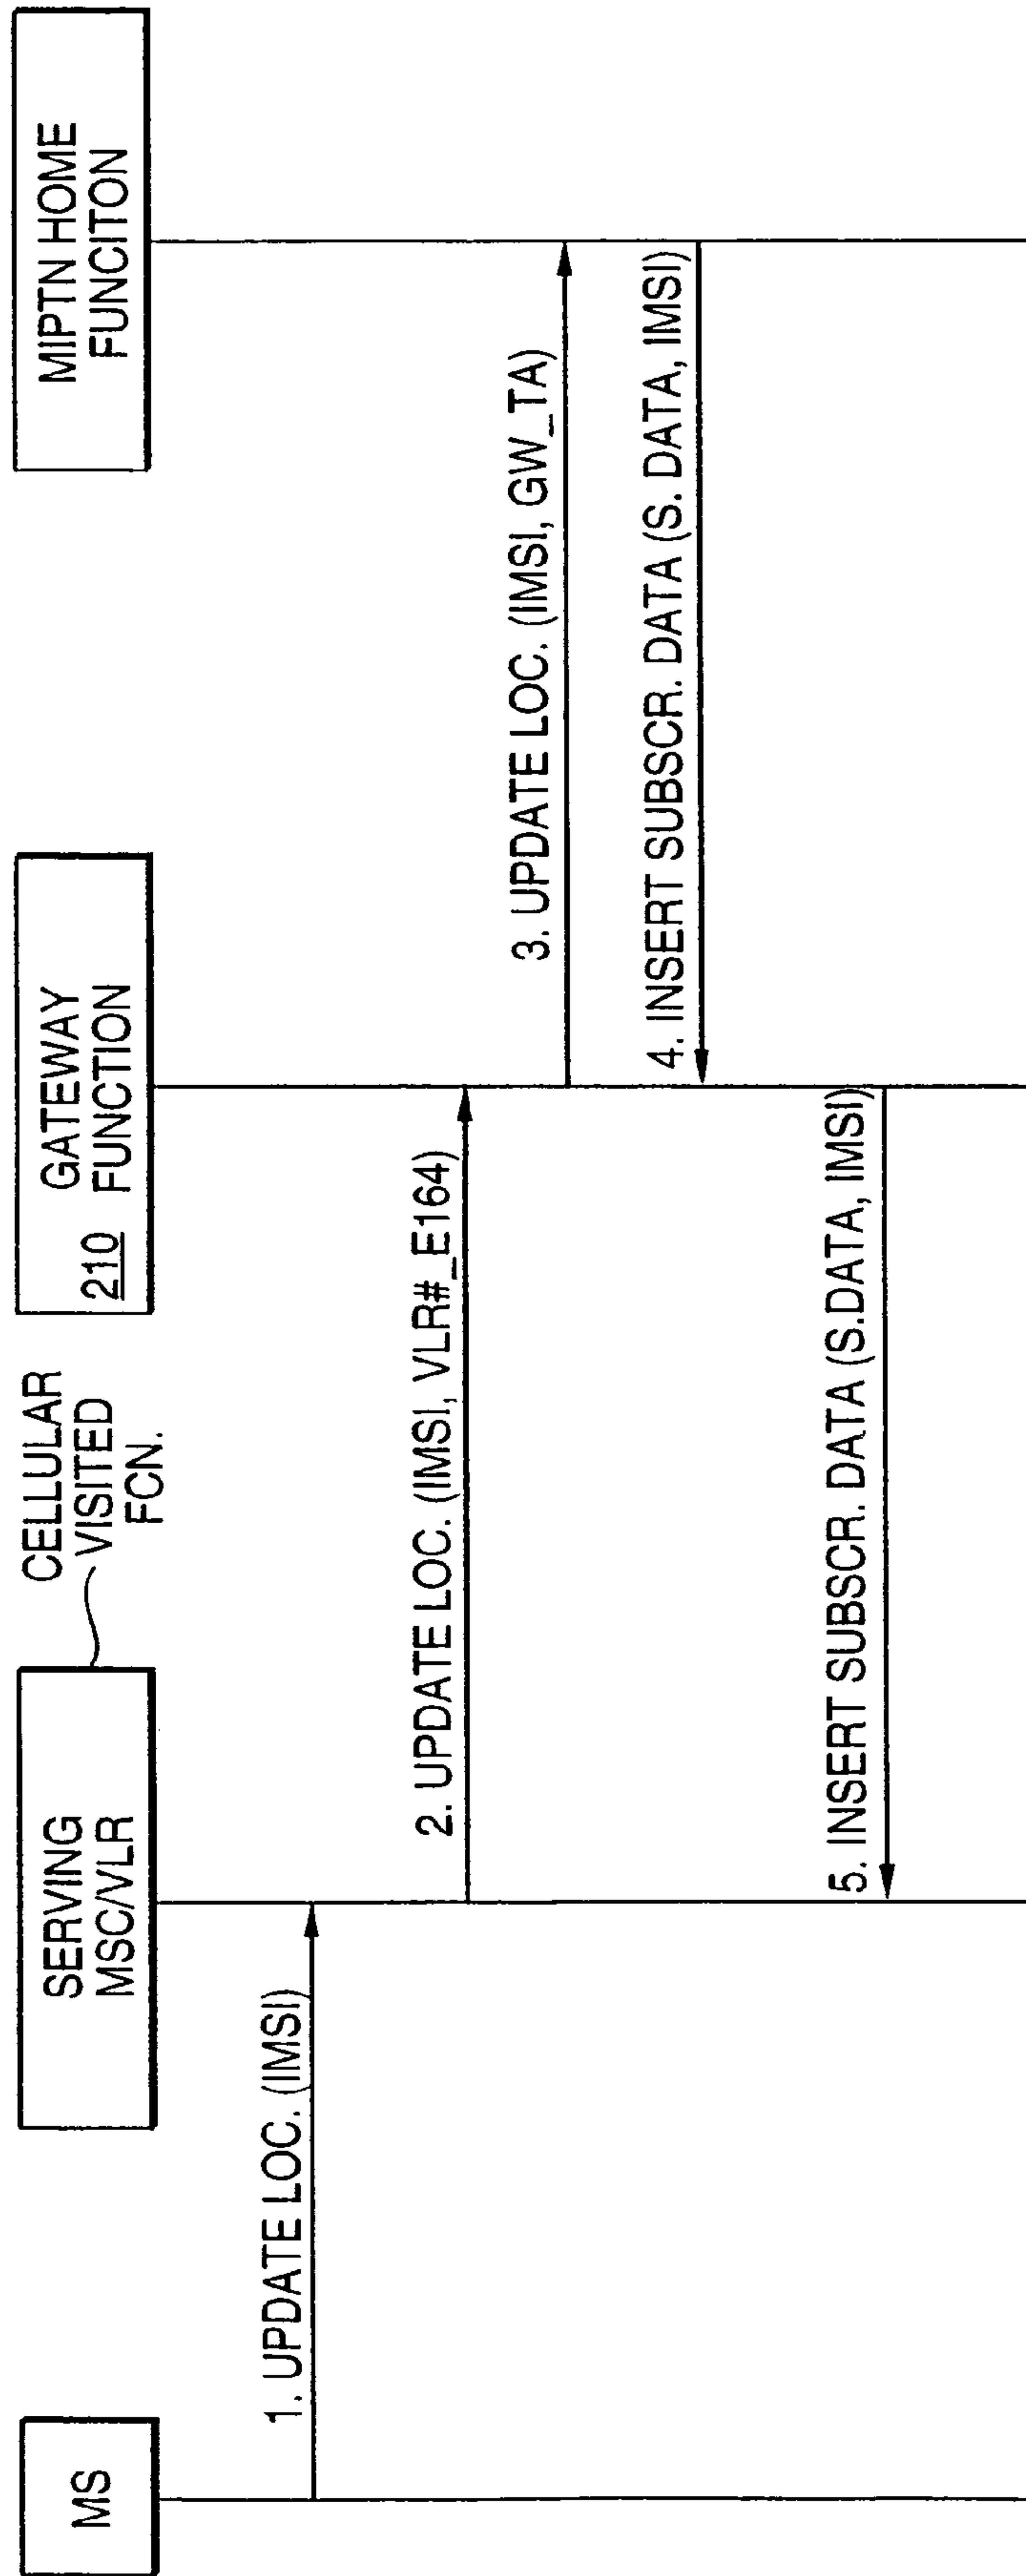 MS
SERVING
MSC/VLR
CELLULAR
VISITED
FCN.
GATEWAY
210 FUNCTION
MIPTN HOME
FUNCITON
1. UPDATE LOC. (IMSI)
2. UPDATE LOC. (IMSI, VLR#_E164)
3. UPDATE LOC. (IMSI, GW_TA)
4. INSERT SUBSCR. DATA (S. DATA, IMSI)
5. INSERT SUBSCR. DATA (S.DATA, IMSI)